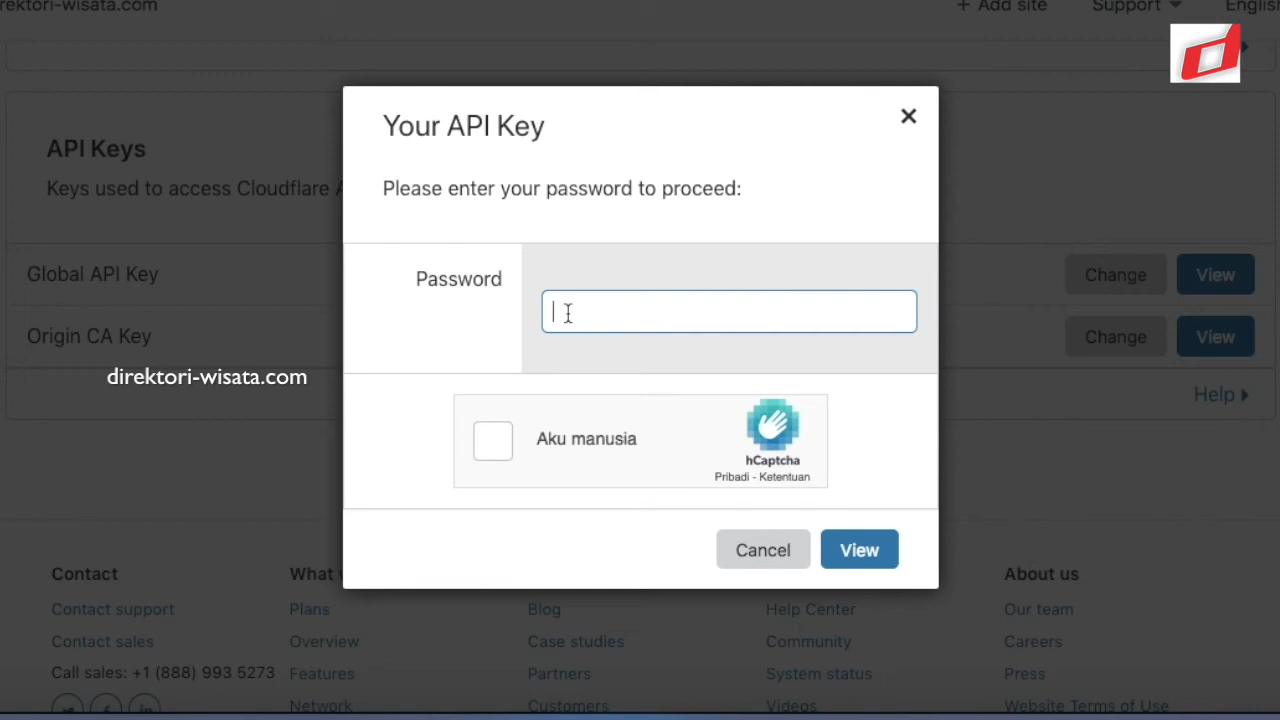 rektori-wisata.com
+ Add site
Support
English
Your API Key
×
API Keys
Keys used to access Cloudflare A
Please enter your password to proceed:
Global API Key
Password
Change
View
Origin CA Key
Change
View
direktori-wisata.com
Help
Aku manusia
hCaptcha
Pribadi - Ketentuan
Cancel
View
Contact
What
About us
Contact support
Plans
Blog
Help Center
Our team
Contact sales
Overview
Case studies
Community
Careers
Call sales: +1 (888) 993 5273
Features
Partners
System status
Press
Network
Customers
Videos
Website Terms of Use